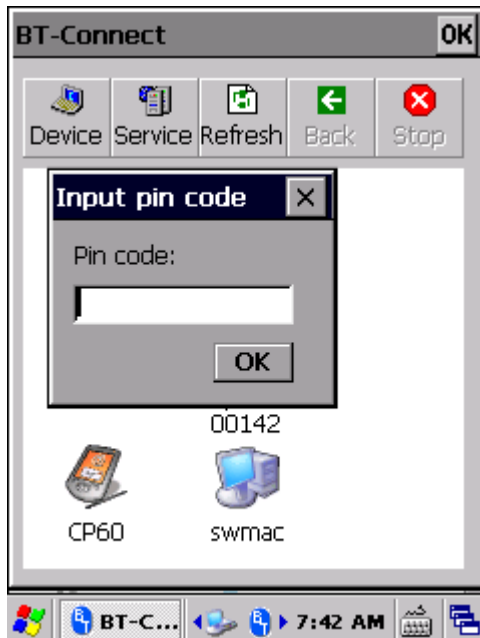 BT-Connect OK
Device Service Refresh Back Stop
Input pin code
Pin code:
OK
00142
CP60 swmac
BT-C... 7:42 AM